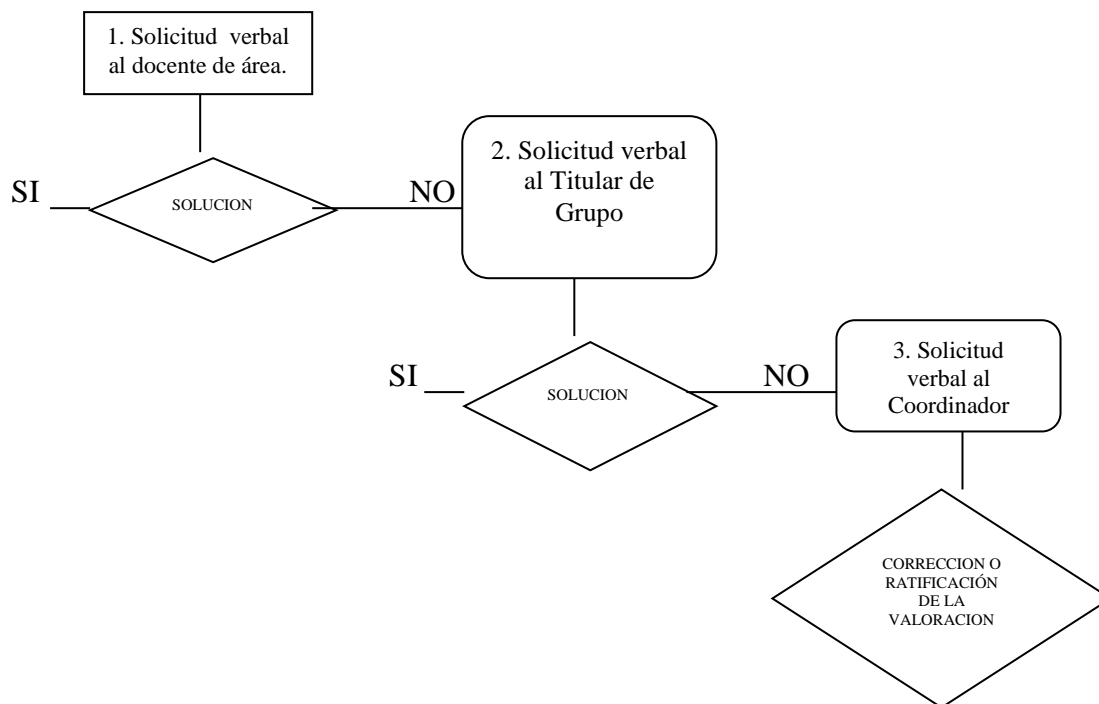 1. Solicitud verbal
al docente de área.
SI
SOLUCION
NO
2. Solicitud verbal
al Titular de
Grupo
SI
SOLUCION
NO
3. Solicitud
verbal al
Coordinador
CORRECCION O
RATIFICACIÓN
DE LA
VALORACION